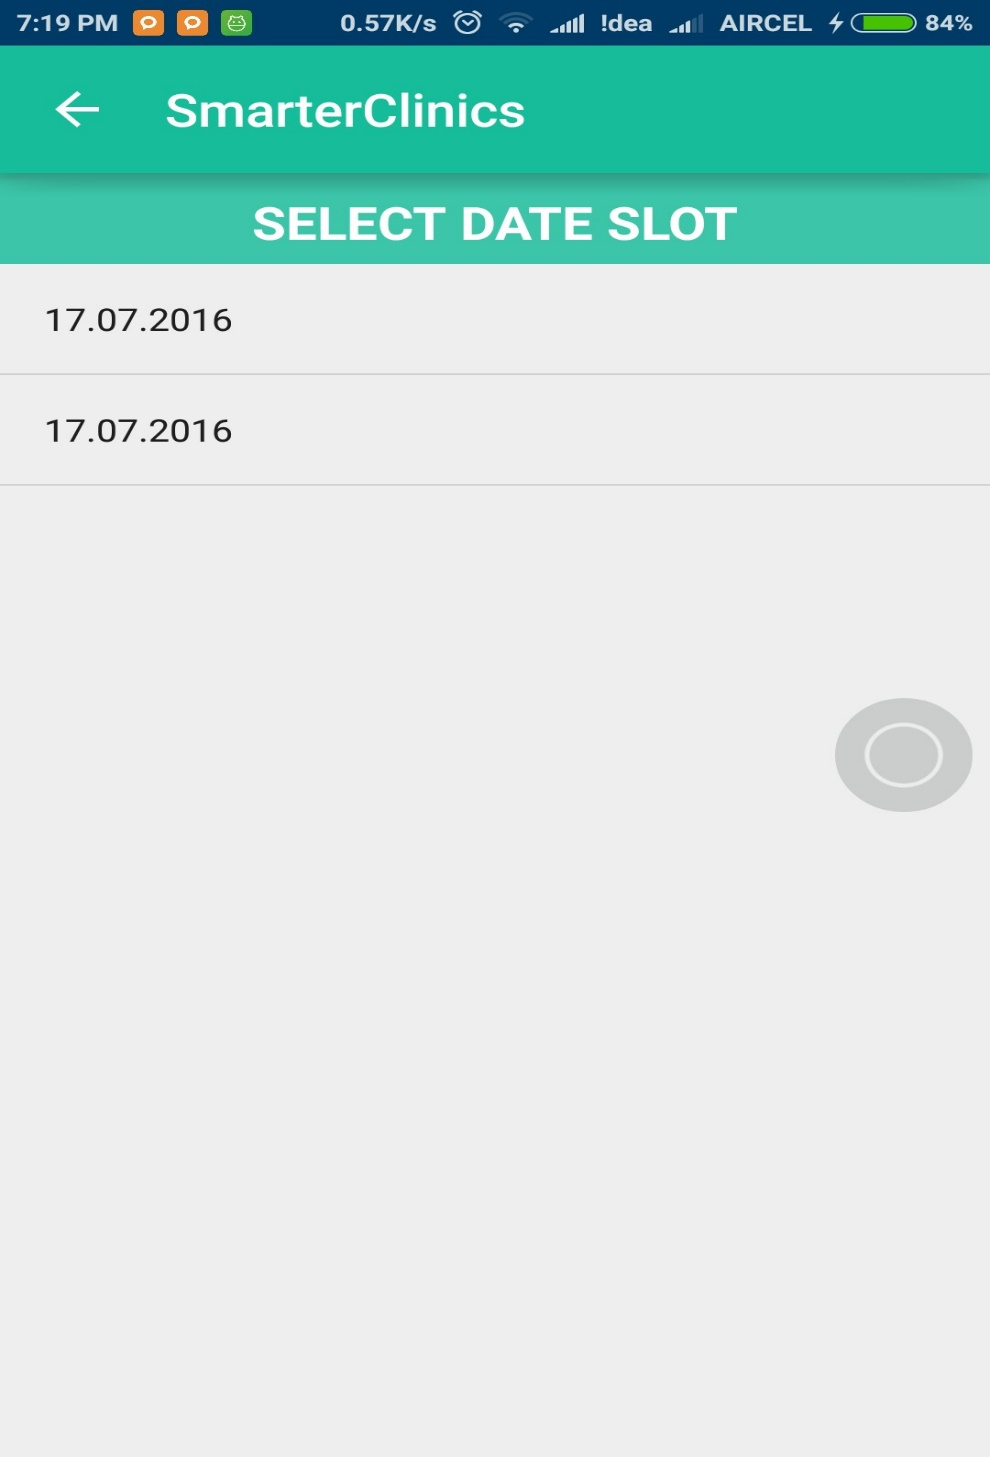 7:19 PM 0.57K/s !dea AIRCEL 84%
SmarterClinics
SELECT DATE SLOT
17.07.2016
17.07.2016